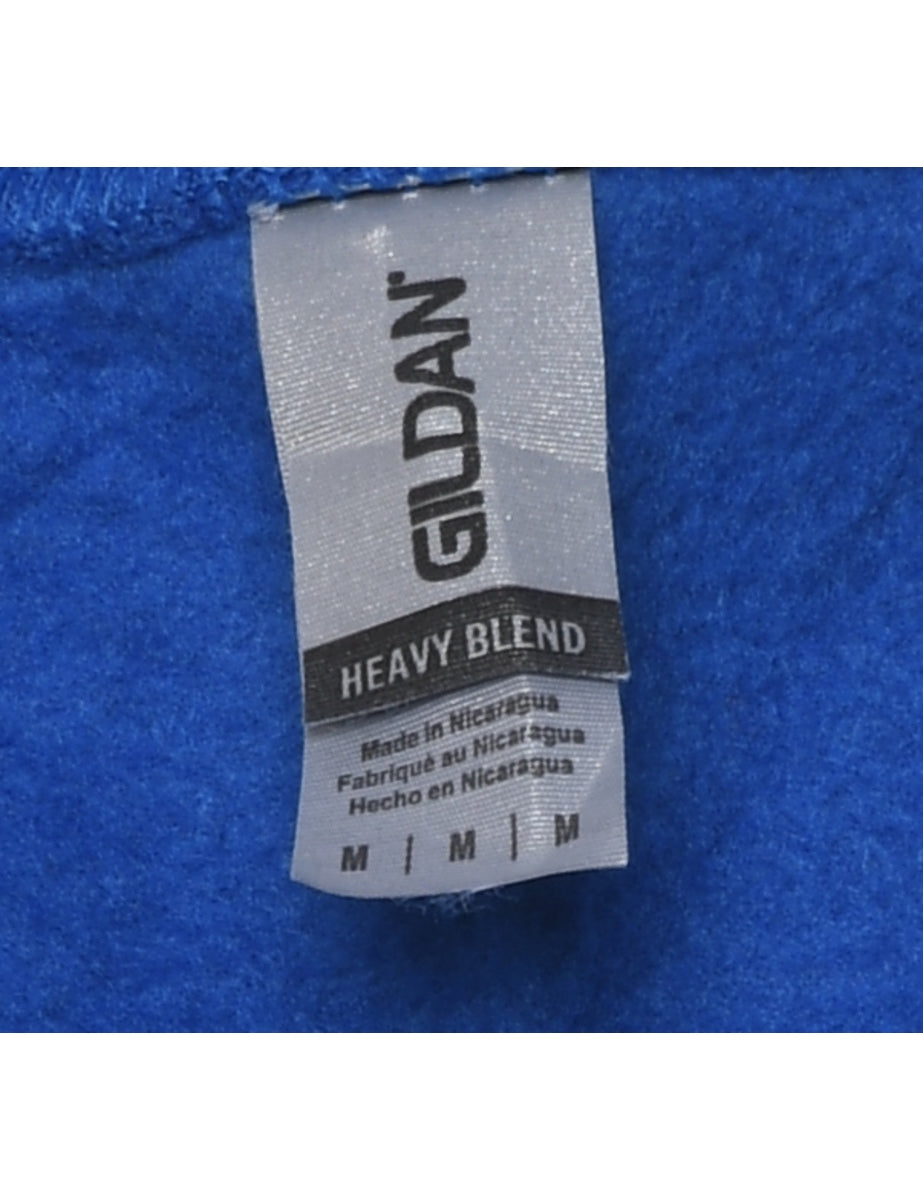 GILDAN®
HEAVY BLEND
Made in Nicaragua
Fabriqué au Nicaragua
Hecho en Nicaragua
M | M | M